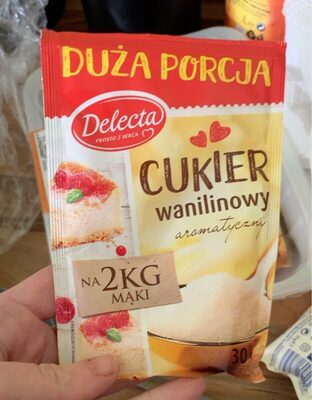 DUŻA PORCJA
Delecta
PROSTO Z SERCA
CUKIER
wanilinowy
aromatyczny
NA 2KG
MĄKI
30